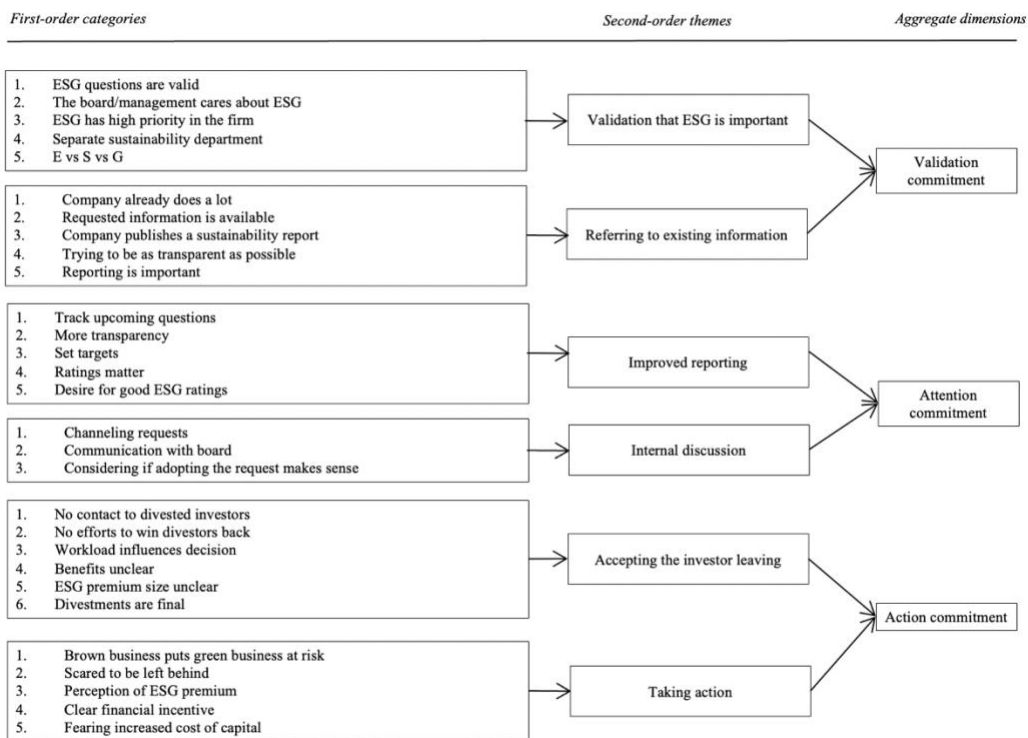 First-order categories
Second-order themes
Aggregate dimensions
1. ESG questions are valid
2. The board/management cares about ESG
3. ESG has high priority in the firm
4. Separate sustainability department
5. E vs S vs G
Validation that ESG is important
Validation
commitment
1. Company already does a lot
2. Requested information is available
3. Company publishes a sustainability report
4. Trying to be as transparent as possible
5. Reporting is important
Referring to existing information
1. Track upcoming questions
2. More transparency
3. Set targets
4. Ratings matter
5. Desire for good ESG ratings
Improved reporting
Attention
commitment
1. Channeling requests
2. Communication with board
3. Considering if adopting the request makes sense
Internal discussion
1. No contact to divested investors
2. No efforts to win divestors back
3. Workload influences decision
4. Benefits unclear
5. ESG premium size unclear
6. Divestments are final
Accepting the investor leaving
Action commitment
1. Brown business puts green business at risk
2. Scared to be left behind
3. Perception of ESG premium
4. Clear financial incentive
5. Fearing increased cost of capital
Taking action